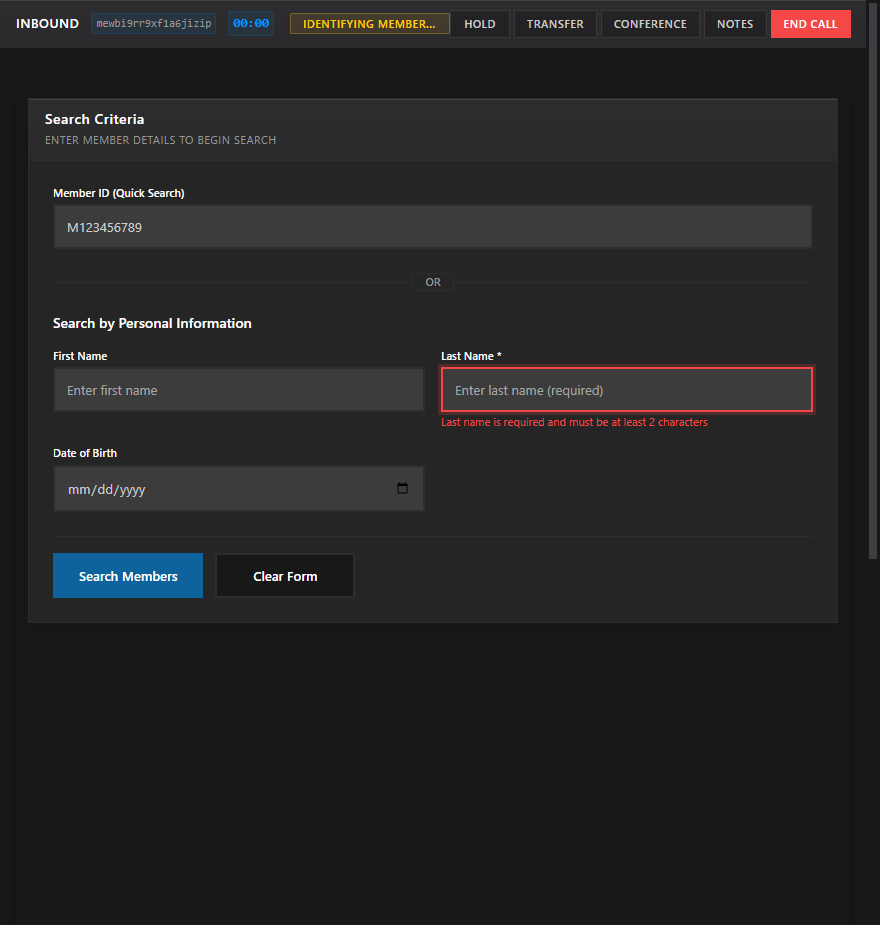 INBOUND mewbi9rr9xf1a6jizip 00:00 IDENTIFYING MEMBER... HOLD TRANSFER CONFERENCE NOTES END CALL
Search Criteria
ENTER MEMBER DETAILS TO BEGIN SEARCH
Member ID (Quick Search)
M123456789
OR
Search by Personal Information
First Name Last Name *
Enter first name Enter last name (required)
Last name is required and must be at least 2 characters
Date of Birth
mm/dd/yyyy
Search Members Clear Form